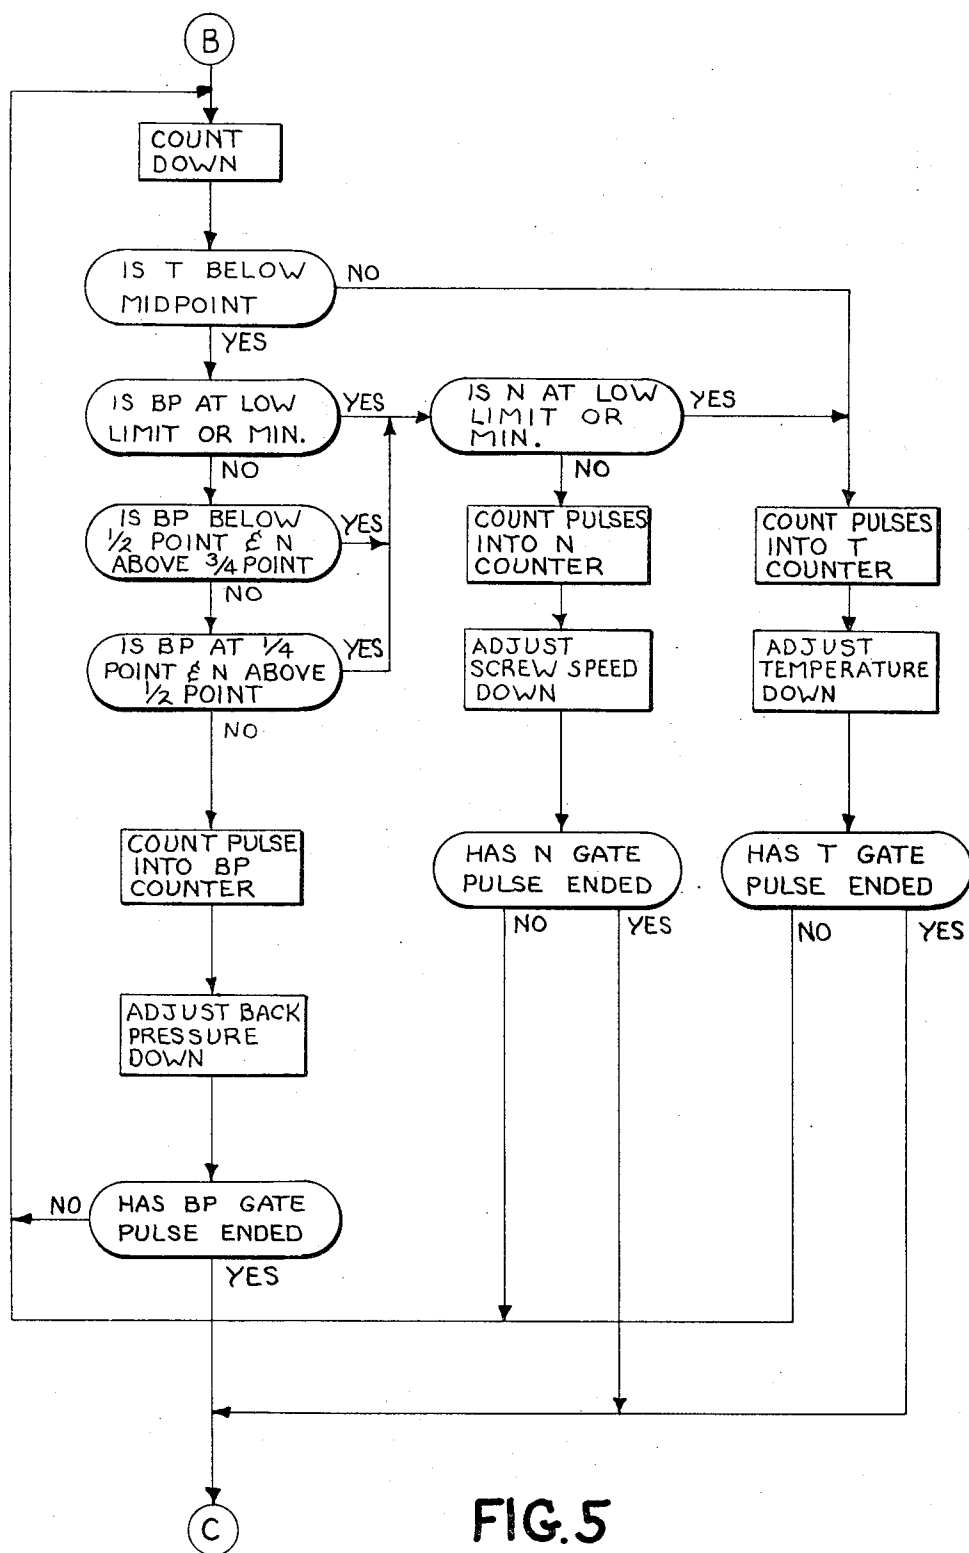 B
COUNT
DOWN
IS T BELOW
MIDPOINT
NO
YES
IS BP AT LOW
LIMIT OR MIN.
YES
NO
IS N AT LOW
LIMIT OR
MIN.
YES
NO
IS BP BELOW
1/2 POINT & N
ABOVE 3/4 POINT
YES
NO
COUNT PULSES
INTO N
COUNTER
COUNT PULSES
INTO T
COUNTER
IS BP AT 1/4
POINT & N ABOVE
1/2 POINT
YES
NO
ADJUST
SCREW SPEED
DOWN
ADJUST
TEMPERATURE
DOWN
COUNT PULSE
INTO BP
COUNTER
HAS N GATE
PULSE ENDED
NO
YES
HAS T GATE
PULSE ENDED
NO
YES
ADJUST BACK
PRESSURE
DOWN
HAS BP GATE
PULSE ENDED
NO
YES
C
FIG.5